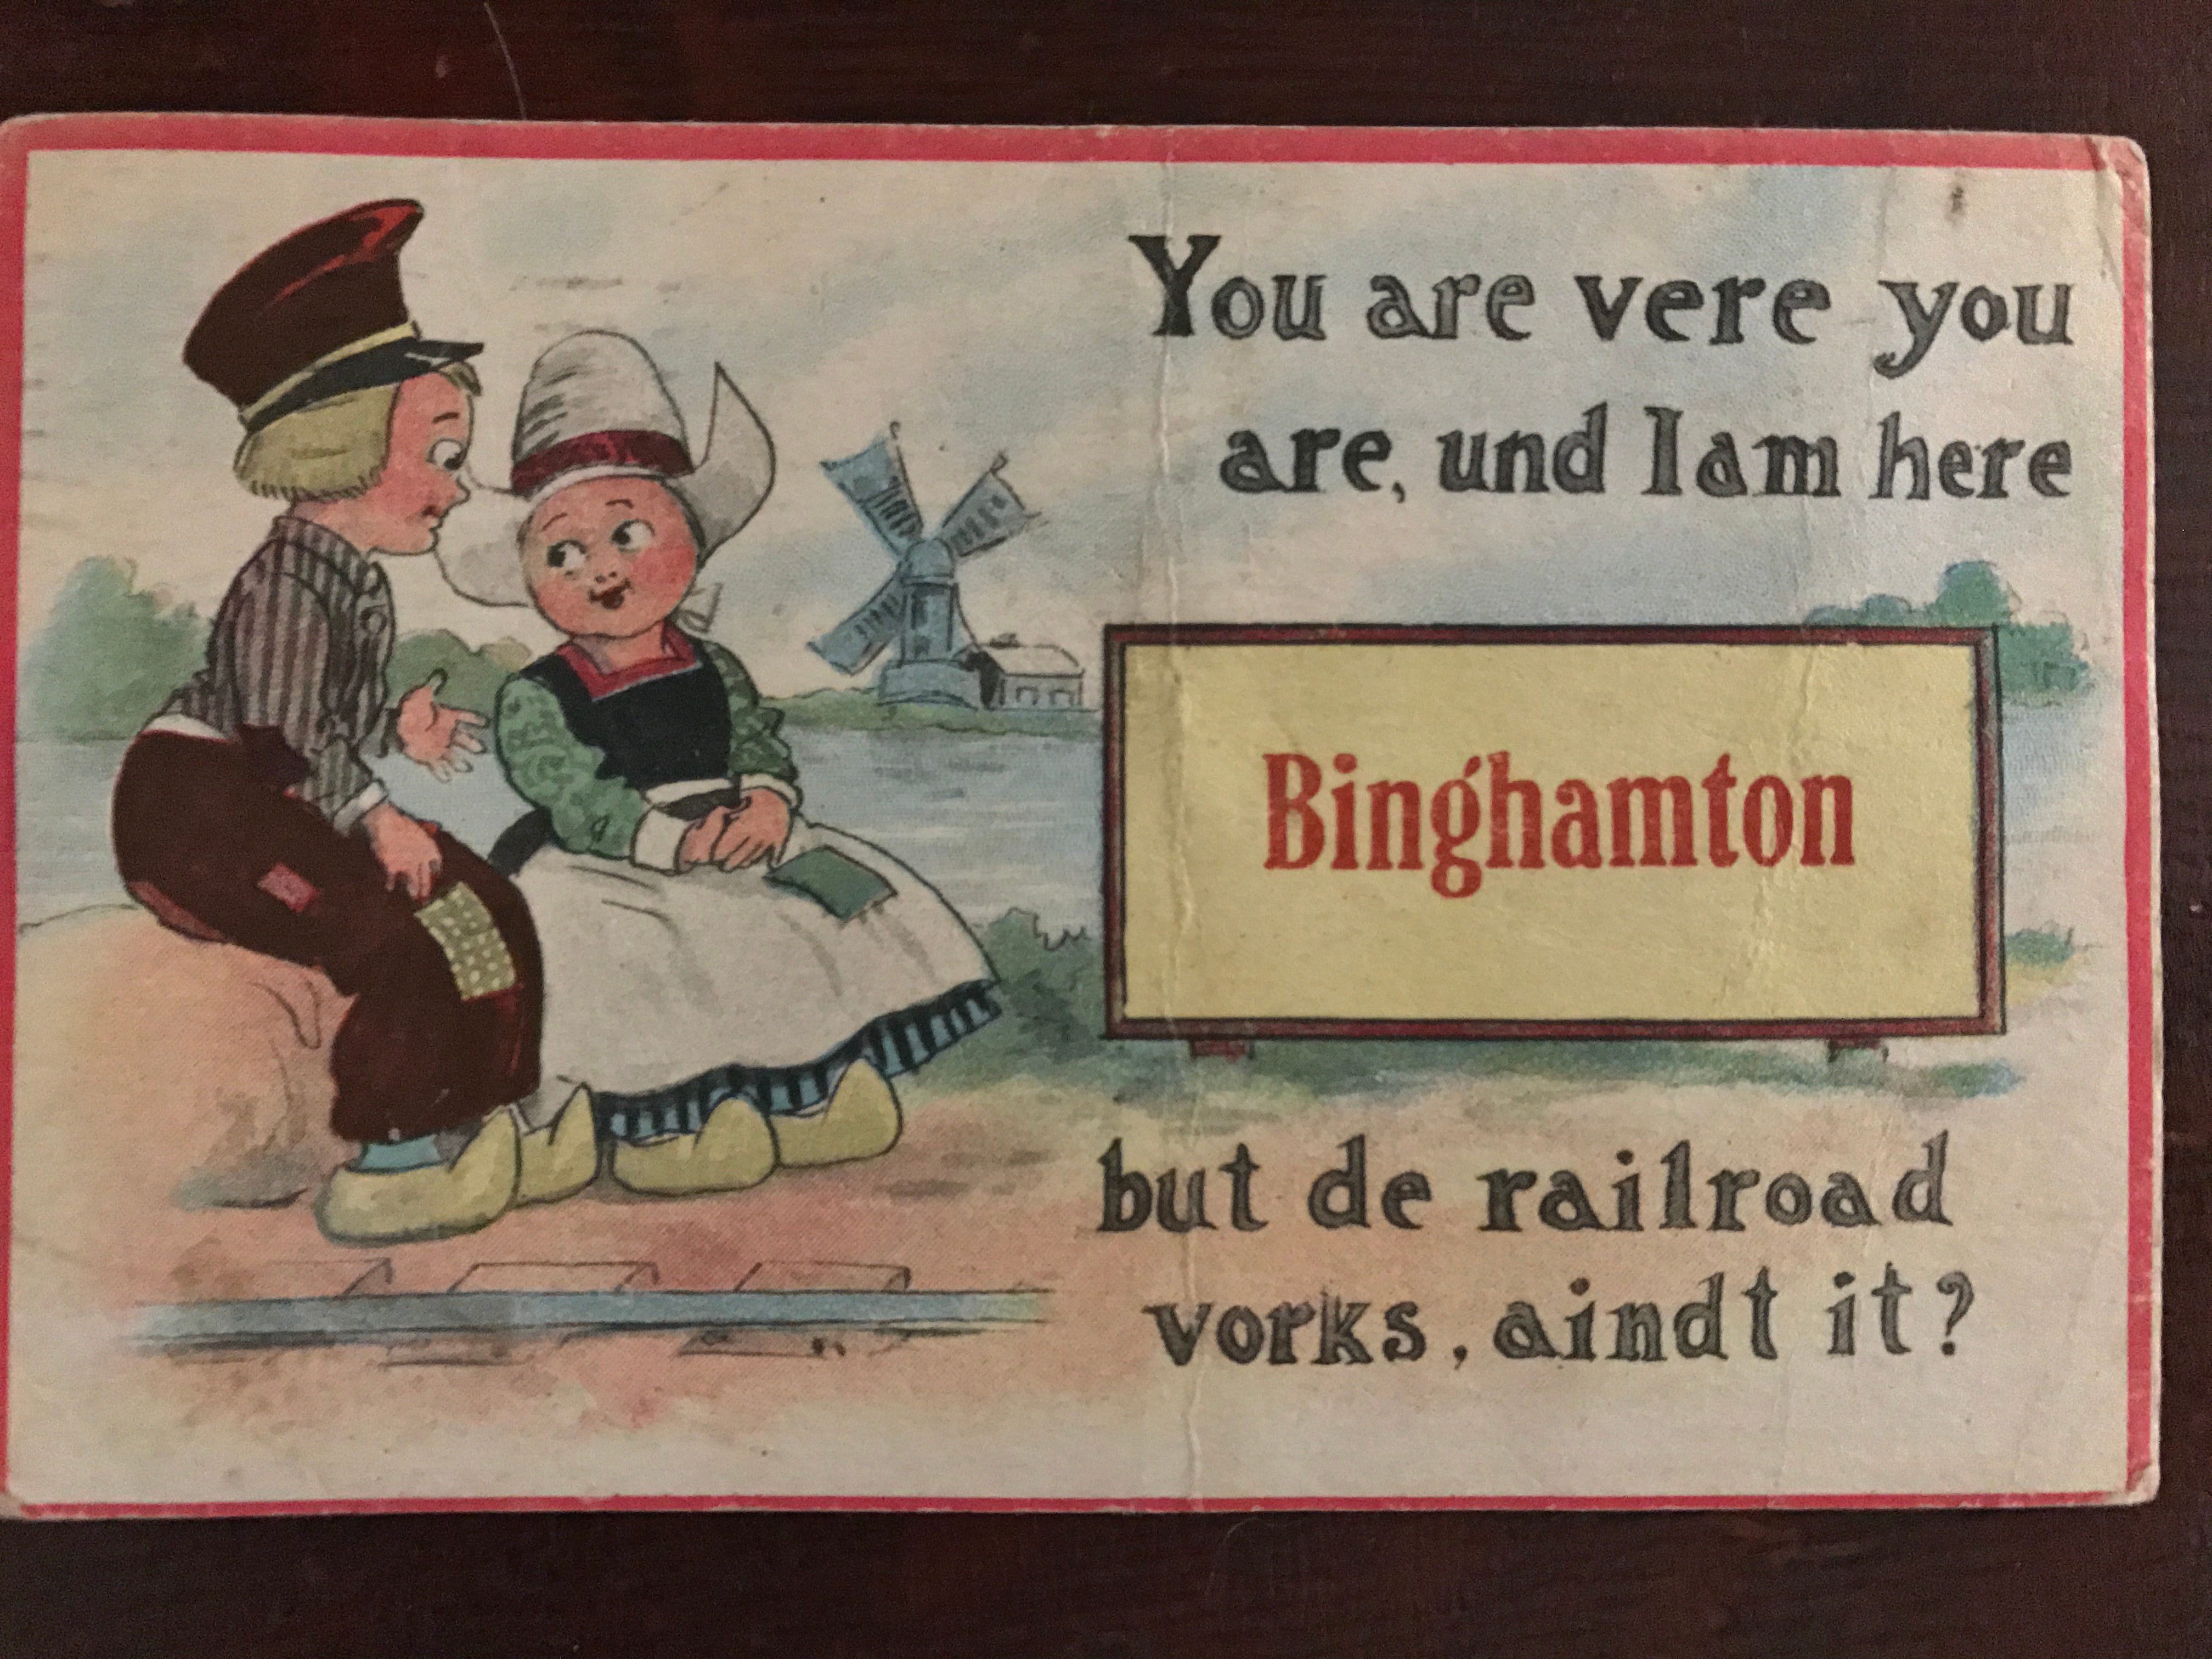 You are vere you
are, und I am here
Binghamton
but de railroad
vorks, aindt it?